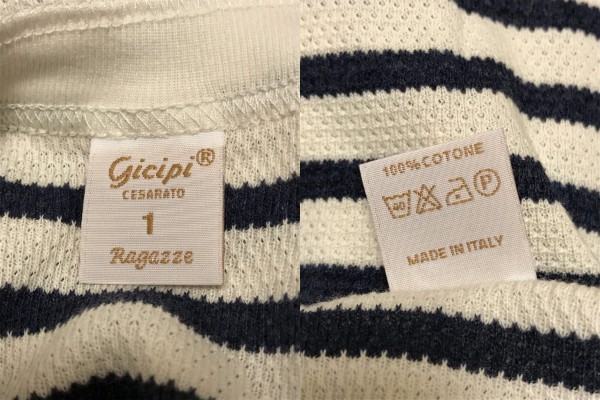 Gicipi®
CESARATO
1
Ragazze
100% COTONE
40 P
MADE IN ITALY